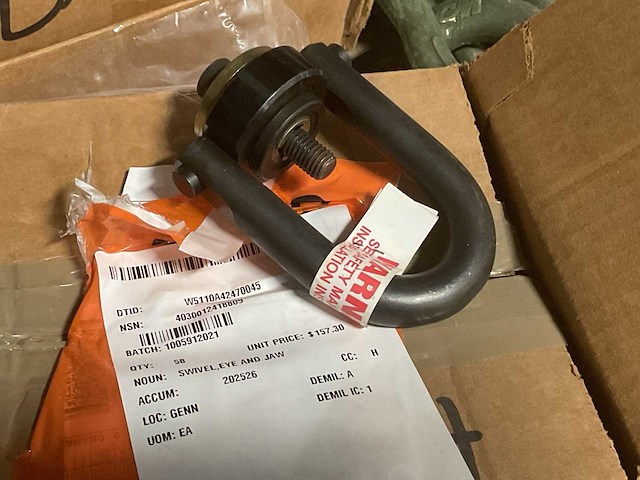 DTID: W5110A42470045
NSN: 4030012418809
BATCH: 1005912021
QTY: 58 UNIT PRICE: $157.30
NOUN: SWIVEL,EYE AND JAW CC: H
ACCUM: 202526 DEMIL: A
LOC: GENN DEMIL IC: 1
UOM: EA
WARN